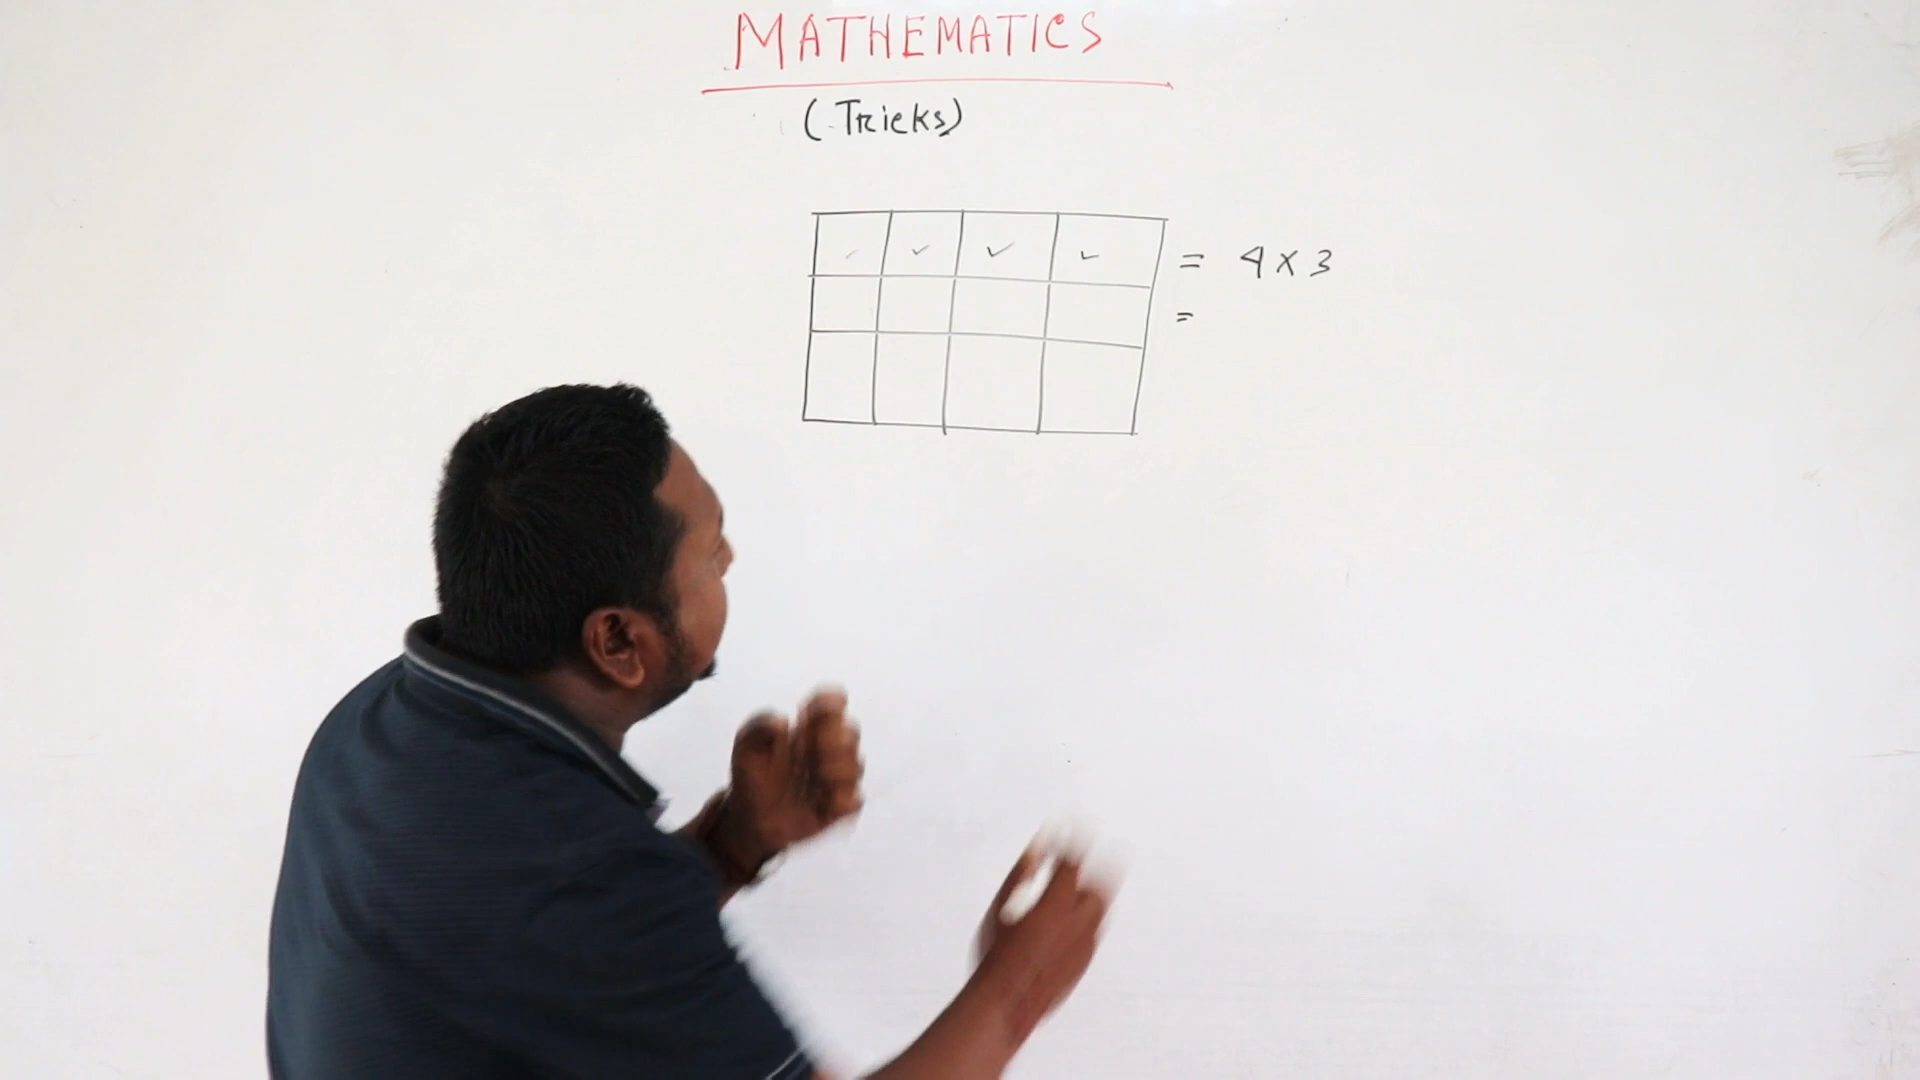 MATHEMATICS
(Tricks)
= 4 x 3
=